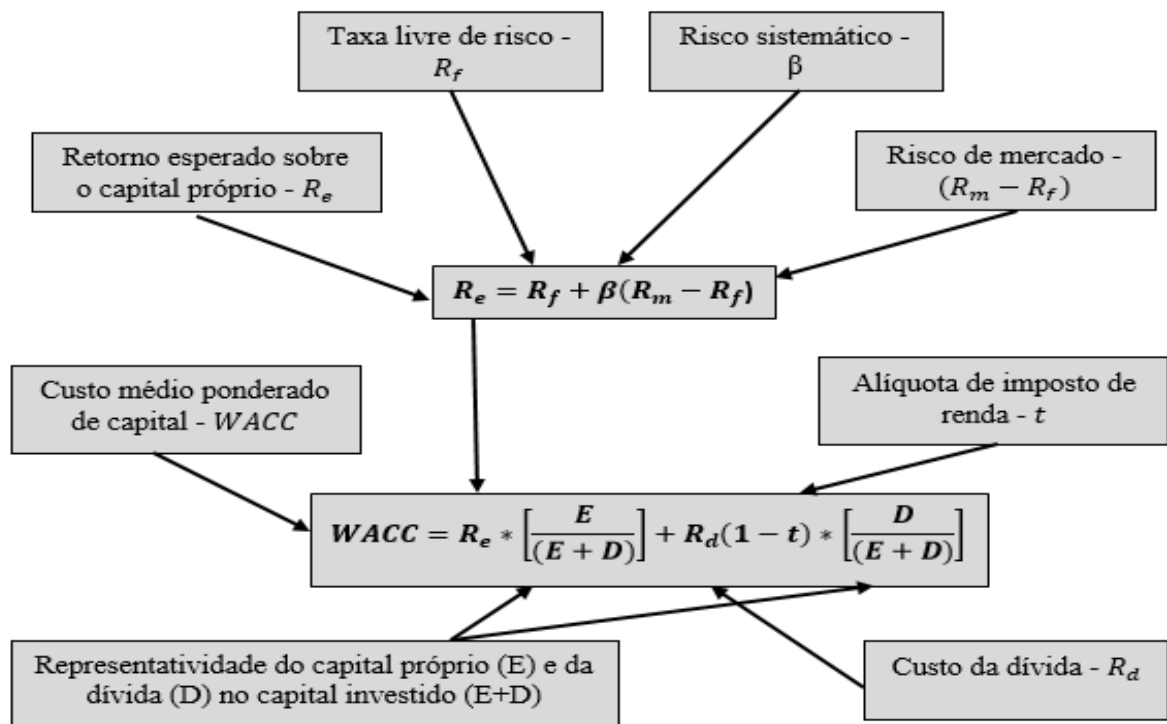 Taxa livre de risco -
R_f
Risco sistemático -
β
Retorno esperado sobre
o capital próprio - R_e
Risco de mercado -
(R_m − R_f)
R_e = R_f + β(R_m − R_f)
Custo médio ponderado
de capital - WACC
Alíquota de imposto de
renda - t
WACC = R_e * [E/(E + D)] + R_d(1 − t) * [D/(E + D)]
Representatividade do capital próprio (E) e da
dívida (D) no capital investido (E+D)
Custo da dívida - R_d